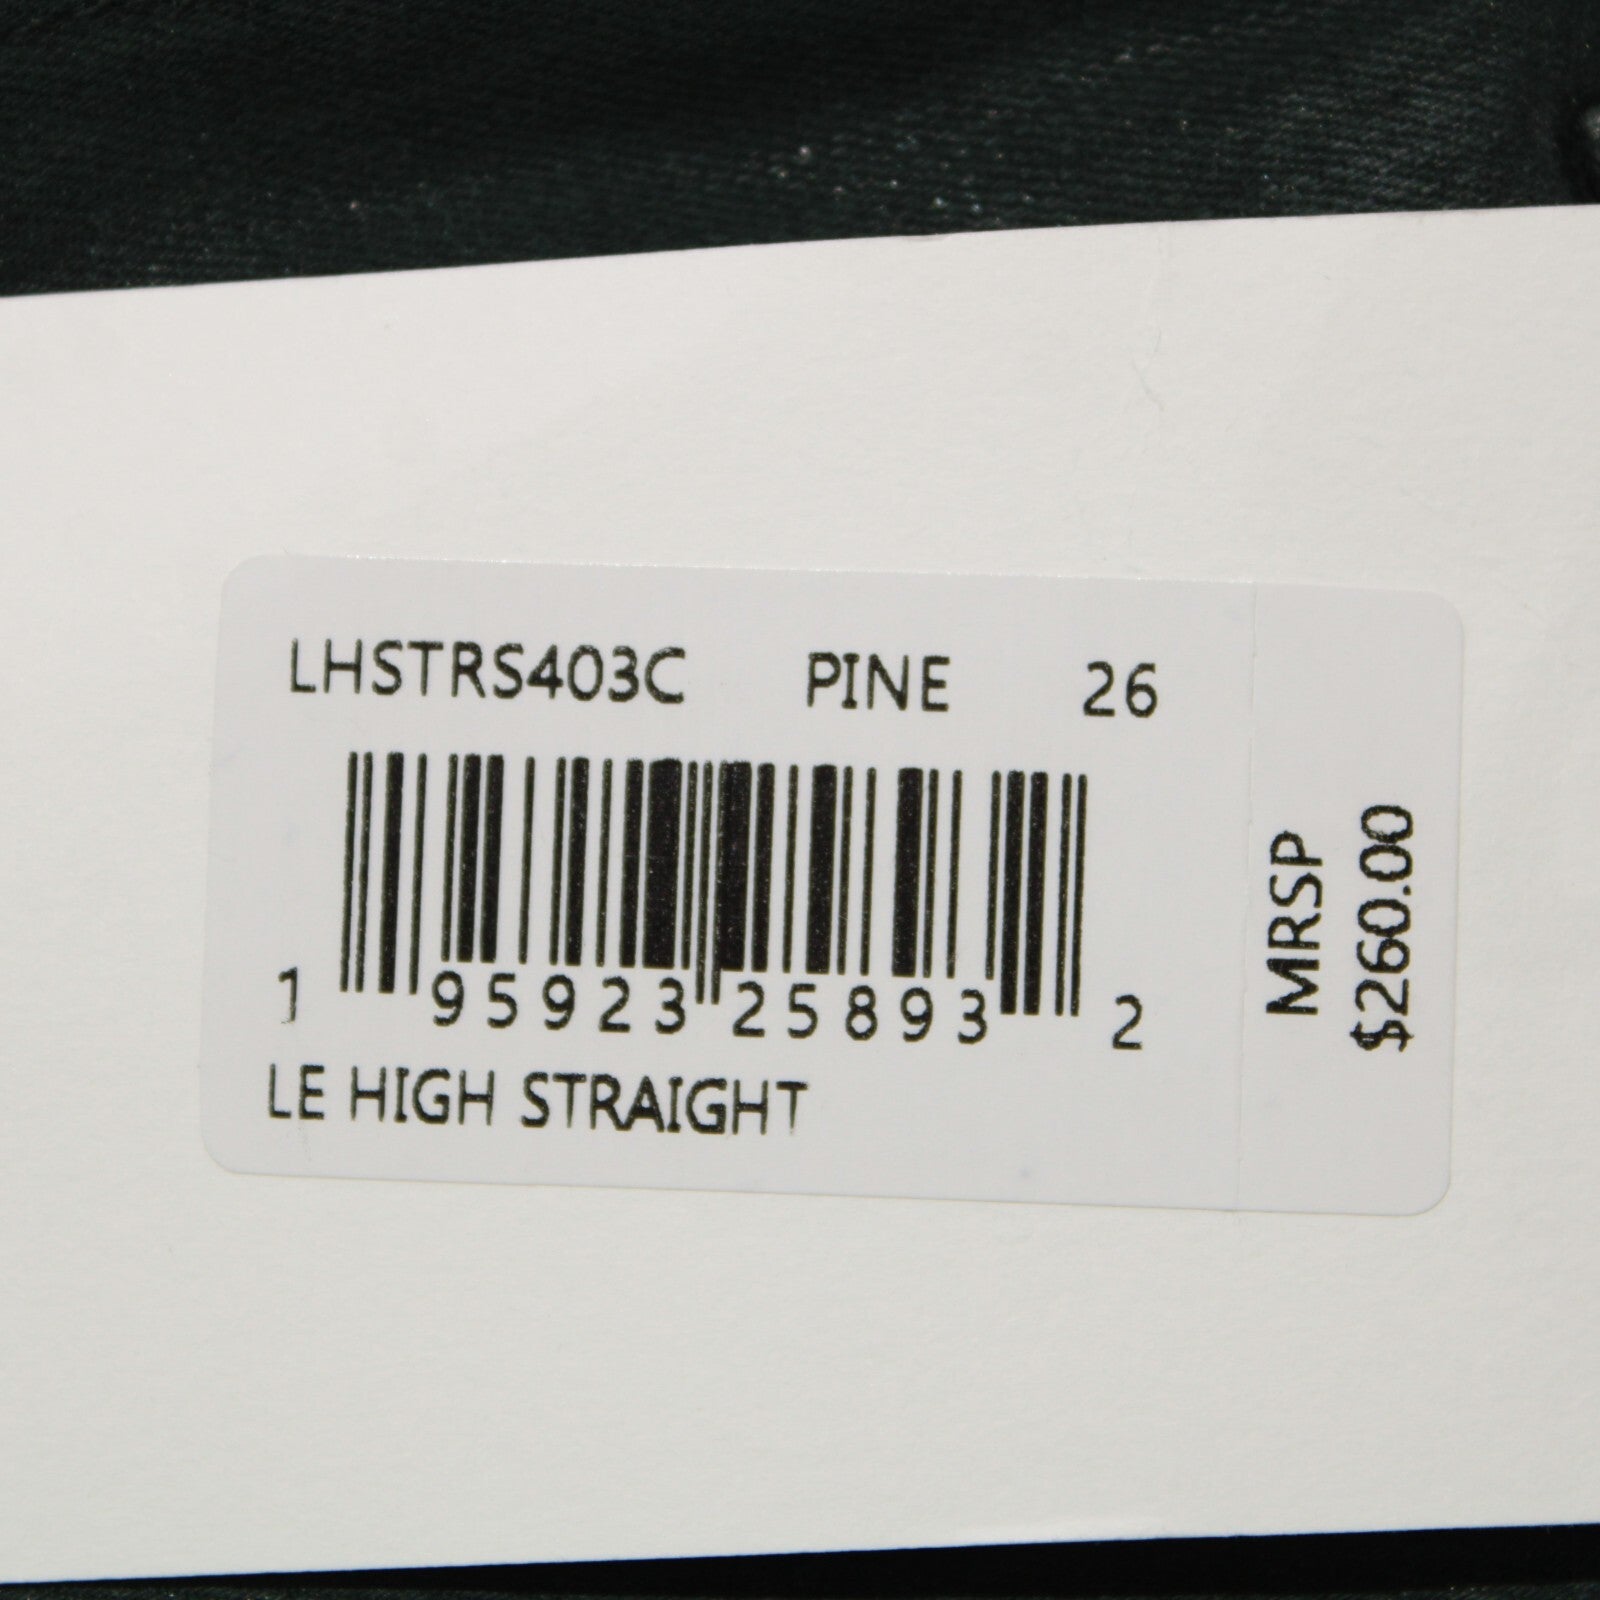 LHSTRS403C PINE 26
1 95923 25893 2
LE HIGH STRAIGHT
MRSP
$260.00